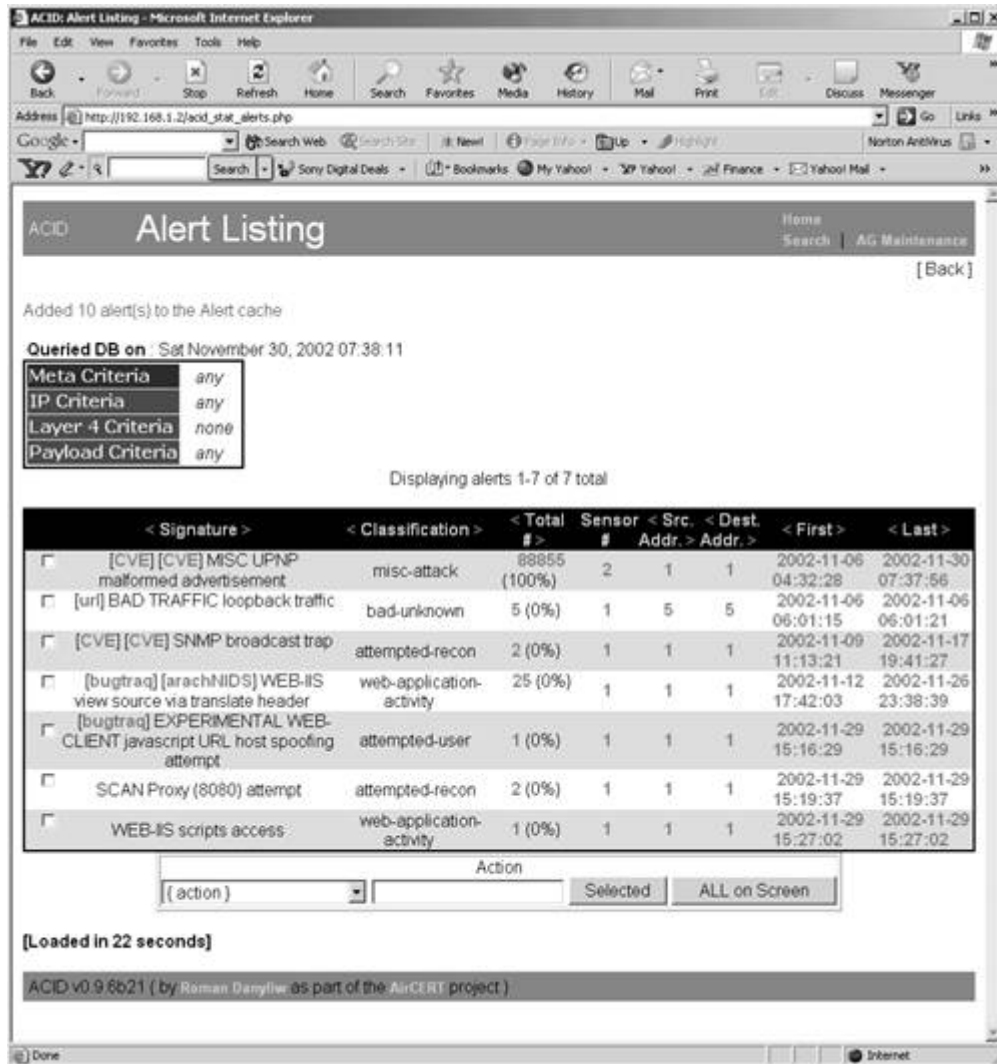 ACID: Alert Listing - Microsoft Internet Explorer
File Edit View Favorites Tools Help
Back Forward Stop Refresh Home Search Favorites Media History Mail Print Edit Discuss Messenger
Address http://192.168.1.2/acid_stat_alerts.php Go Links
Google Search Web Search Site New! Page Info Up Highlight Norton AntiVirus
Y? Search Sony Digital Deals Bookmarks My Yahoo! Yahoo! Finance Yahoo! Mail
ACID Alert Listing
Home
Search | AG Maintenance
[ Back ]
Added 10 alert(s) to the Alert cache
Queried DB on : Sat November 30, 2002 07:38:11
Meta Criteria any
IP Criteria any
Layer 4 Criteria none
Payload Criteria any
Displaying alerts 1-7 of 7 total
< Signature > < Classification > < Total # > Sensor # < Src. Addr. > < Dest. Addr. > < First > < Last >
[CVE] [CVE] MISC UPNP malformed advertisement misc-attack 88855 (100%) 2 1 1 2002-11-06 04:32:28 2002-11-30 07:37:56
[url] BAD TRAFFIC loopback traffic bad-unknown 5 (0%) 1 5 5 2002-11-06 06:01:15 2002-11-06 06:01:21
[CVE] [CVE] SNMP broadcast trap attempted-recon 2 (0%) 1 1 1 2002-11-09 11:13:21 2002-11-17 19:41:27
[bugtraq] [arachNIDS] WEB-IIS view source via translate header web-application-activity 25 (0%) 1 1 1 2002-11-12 17:42:03 2002-11-26 23:38:39
[bugtraq] EXPERIMENTAL WEB-CLIENT javascript URL host spoofing attempt attempted-user 1 (0%) 1 1 1 2002-11-29 15:16:29 2002-11-29 15:16:29
SCAN Proxy (8080) attempt attempted-recon 2 (0%) 1 1 1 2002-11-29 15:19:37 2002-11-29 15:19:37
WEB-IIS scripts access web-application-activity 1 (0%) 1 1 1 2002-11-29 15:27:02 2002-11-29 15:27:02
Action
{ action } Selected ALL on Screen
[Loaded in 22 seconds]
ACID v0.9.6b21 ( by Roman Danyliw as part of the AirCERT project )
Done Internet